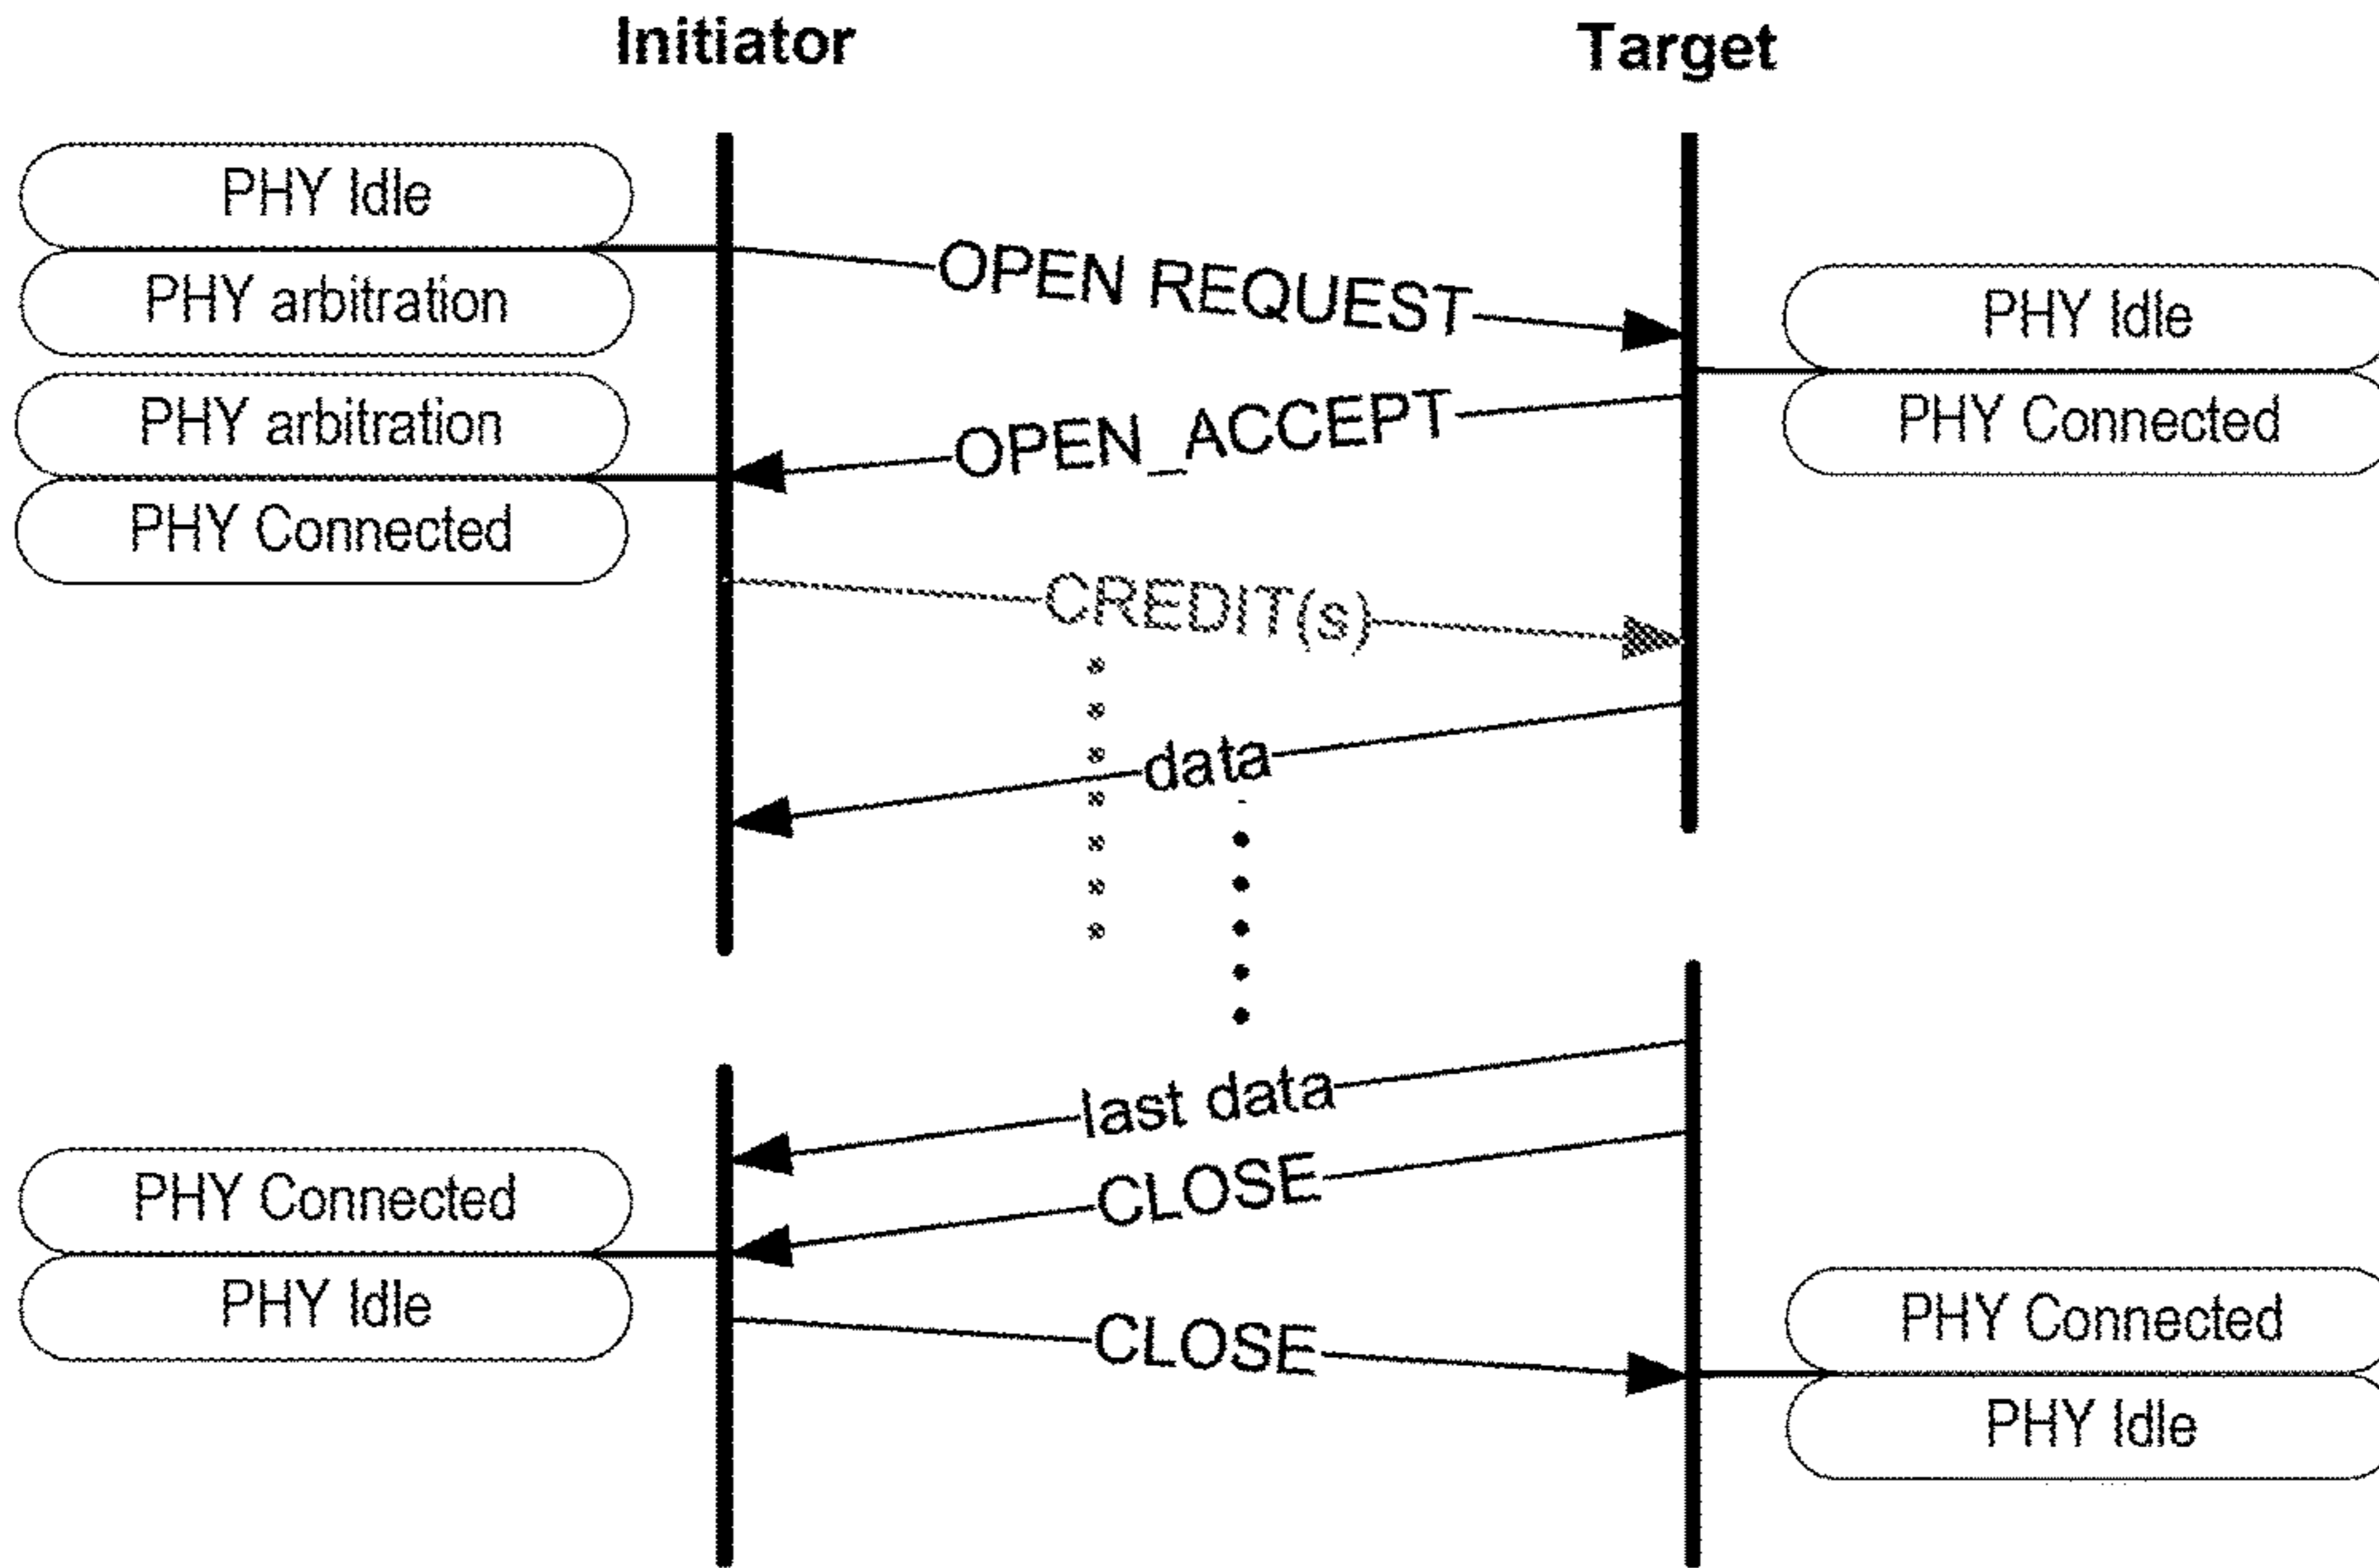 Initiator
Target
PHY Idle
OPEN REQUEST
PHY arbitration
PHY Idle
PHY arbitration
OPEN_ACCEPT
PHY Connected
PHY Connected
CREDIT(s)
data
last data
PHY Connected
CLOSE
PHY Idle
CLOSE
PHY Connected
PHY Idle